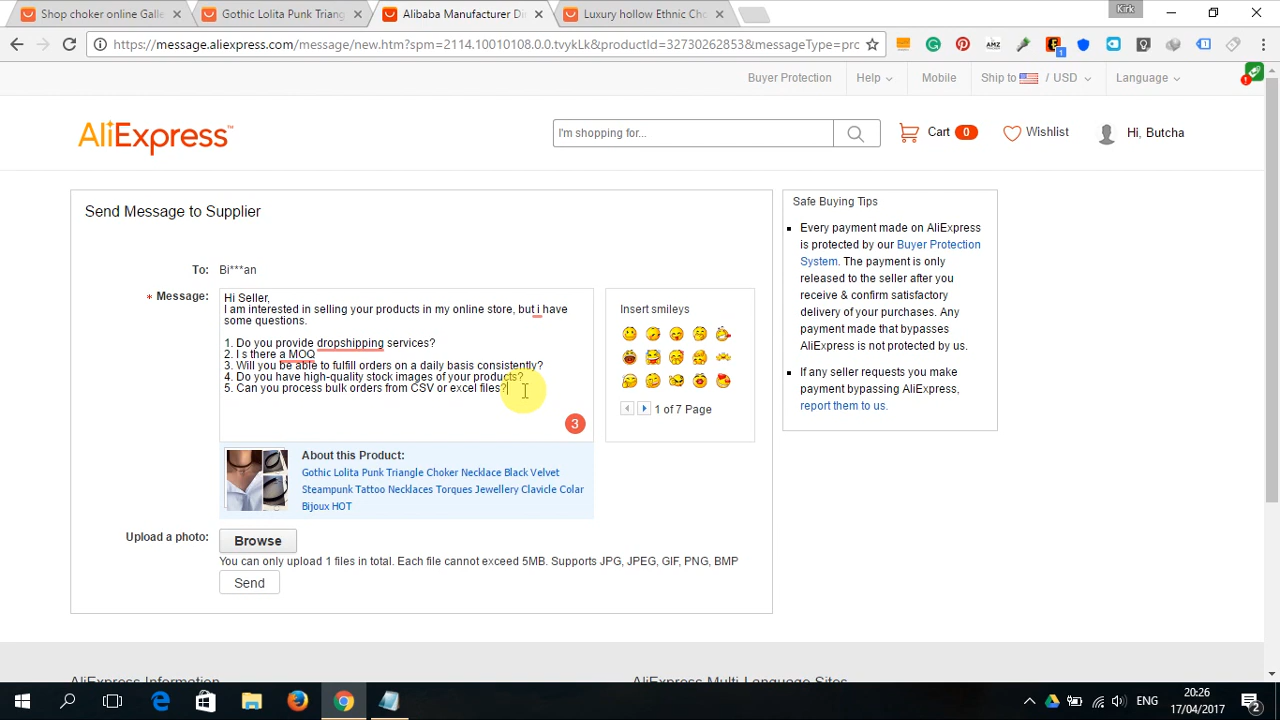 Shop choker online Galle
Gothic Lolita Punk Triang
Alibaba Manufacturer Di
Luxury hollow Ethnic Cho
Kirk
https://message.aliexpress.com/message/new.htm?spm=2114.10010108.0.0.tvykLk&productId=32730262853&messageType=pro
Buyer Protection
Help
Mobile
Ship to / USD
Language
AliExpress™
I'm shopping for...
Cart 0
Wishlist
Hi, Butcha
Send Message to Supplier
To: Bi***an
* Message:
Hi Seller,
I am interested in selling your products in my online store, but i have
some questions.
1. Do you provide dropshipping services?
2. I s there a MOQ
3. Will you be able to fulfill orders on a daily basis consistently?
4. Do you have high-quality stock images of your products?
5. Can you process bulk orders from CSV or excel files?
3
Insert smileys
1 of 7 Page
About this Product:
Gothic Lolita Punk Triangle Choker Necklace Black Velvet
Steampunk Tattoo Necklaces Torques Jewellery Clavicle Colar
Bijoux HOT
Upload a photo:
Browse
You can only upload 1 files in total. Each file cannot exceed 5MB. Supports JPG, JPEG, GIF, PNG, BMP
Send
Safe Buying Tips
Every payment made on AliExpress
is protected by our Buyer Protection
System. The payment is only
released to the seller after you
receive & confirm satisfactory
delivery of your purchases. Any
payment made that bypasses
AliExpress is not protected by us.
If any seller requests you make
payment bypassing AliExpress,
report them to us.
AliExpress Information
AliExpress Multi-Language Sites
ENG
20:26
17/04/2017
2